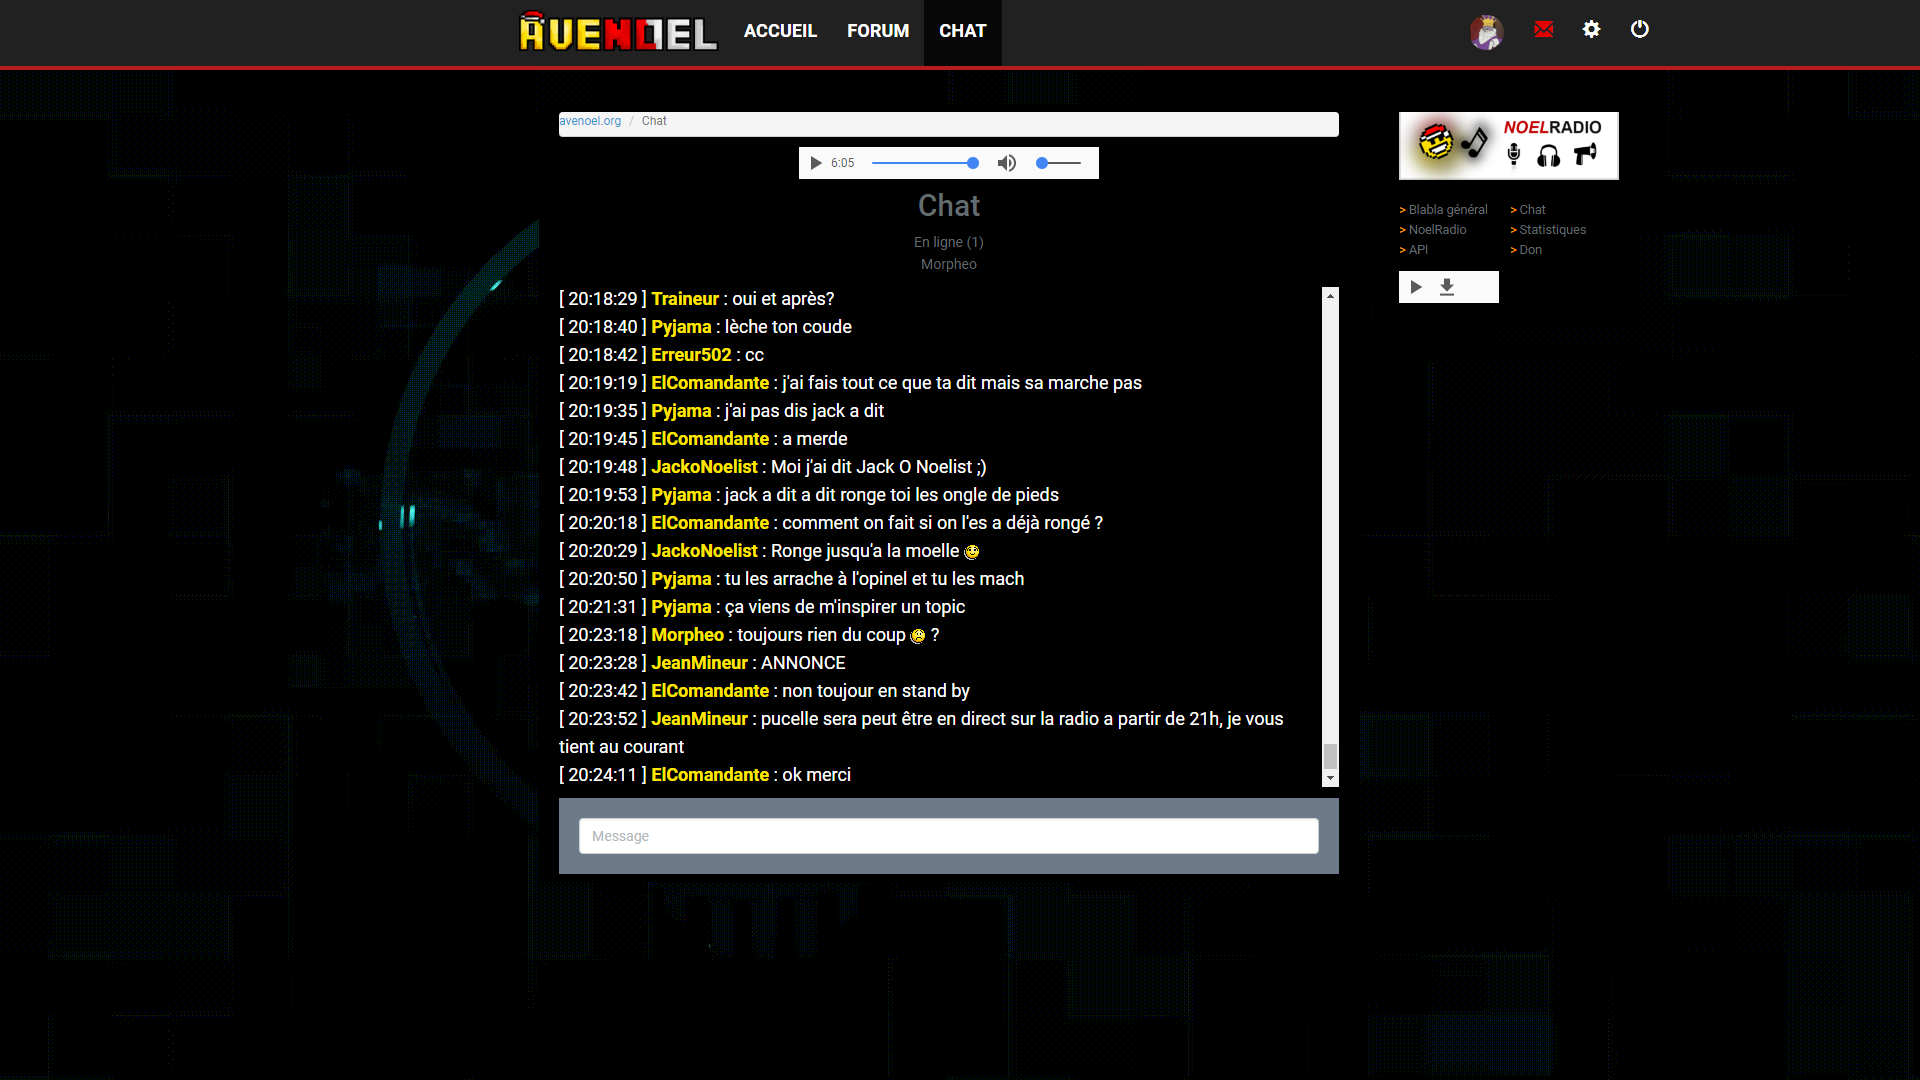 AVENOEL ACCUEIL FORUM CHAT
avenoel.org / Chat
6:05
Chat
En ligne (1)
Morpheo
[ 20:18:29 ] Traineur : oui et après?
[ 20:18:40 ] Pyjama : lèche ton coude
[ 20:18:42 ] Erreur502 : cc
[ 20:19:19 ] ElComandante : j'ai fais tout ce que ta dit mais sa marche pas
[ 20:19:35 ] Pyjama : j'ai pas dis jack a dit
[ 20:19:45 ] ElComandante : a merde
[ 20:19:48 ] JackoNoelist : Moi j'ai dit Jack O Noelist ;)
[ 20:19:53 ] Pyjama : jack a dit a dit ronge toi les ongle de pieds
[ 20:20:18 ] ElComandante : comment on fait si on l'es a déjà rongé ?
[ 20:20:29 ] JackoNoelist : Ronge jusqu'a la moelle
[ 20:20:50 ] Pyjama : tu les arrache à l'opinel et tu les mach
[ 20:21:31 ] Pyjama : ça viens de m'inspirer un topic
[ 20:23:18 ] Morpheo : toujours rien du coup ?
[ 20:23:28 ] JeanMineur : ANNONCE
[ 20:23:42 ] ElComandante : non toujour en stand by
[ 20:23:52 ] JeanMineur : pucelle sera peut être en direct sur la radio a partir de 21h, je vous
tient au courant
[ 20:24:11 ] ElComandante : ok merci
Message
NOELRADIO
> Blabla général > Chat
> NoelRadio > Statistiques
> API > Don